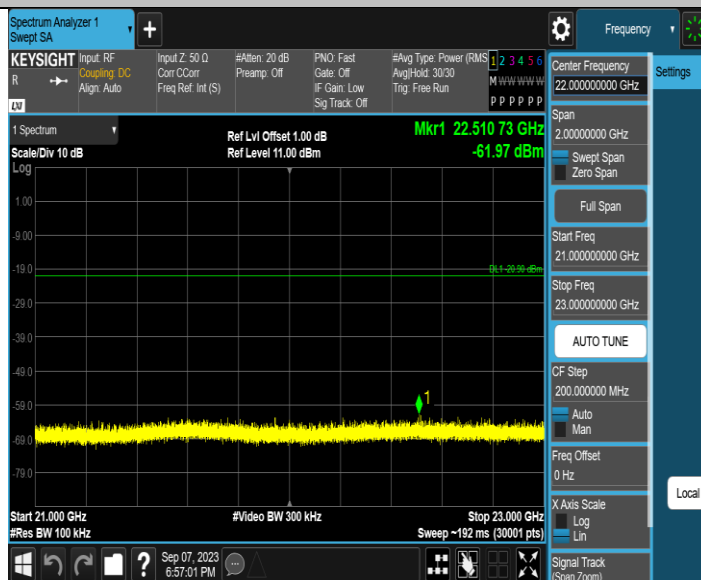 Spectrum Analyzer 1
Swept SA
Frequency
KEYSIGHT
R
LXI
Input: RF
Coupling: DC
Align: Auto
Input Z: 50 Ω
Corr CCorr
Freq Ref: Int (S)
#Atten: 20 dB
Preamp: Off
PNO: Fast
Gate: Off
IF Gain: Low
Sig Track: Off
#Avg Type: Power (RMS
Avg|Hold: 30/30
Trig: Free Run
1 2 3 4 5 6
M W W W W W
P P P P P P
1 Spectrum
Scale/Div 10 dB
Log
Ref Lvl Offset 1.00 dB
Ref Level 11.00 dBm
Mkr1 22.510 73 GHz
-61.97 dBm
1.00
-9.00
-19.0
DL1 -20.90 dBm
-29.0
-39.0
-49.0
-59.0
1
-69.0
-79.0
Start 21.000 GHz
#Res BW 100 kHz
#Video BW 300 kHz
Stop 23.000 GHz
Sweep ~192 ms (30001 pts)
Sep 07, 2023
6:57:01 PM
Center Frequency
22.000000000 GHz
Span
2.00000000 GHz
Swept Span
Zero Span
Full Span
Start Freq
21.000000000 GHz
Stop Freq
23.000000000 GHz
AUTO TUNE
CF Step
200.000000 MHz
Auto
Man
Freq Offset
0 Hz
X Axis Scale
Log
Lin
Signal Track
(Span Zoom)
Settings
Local